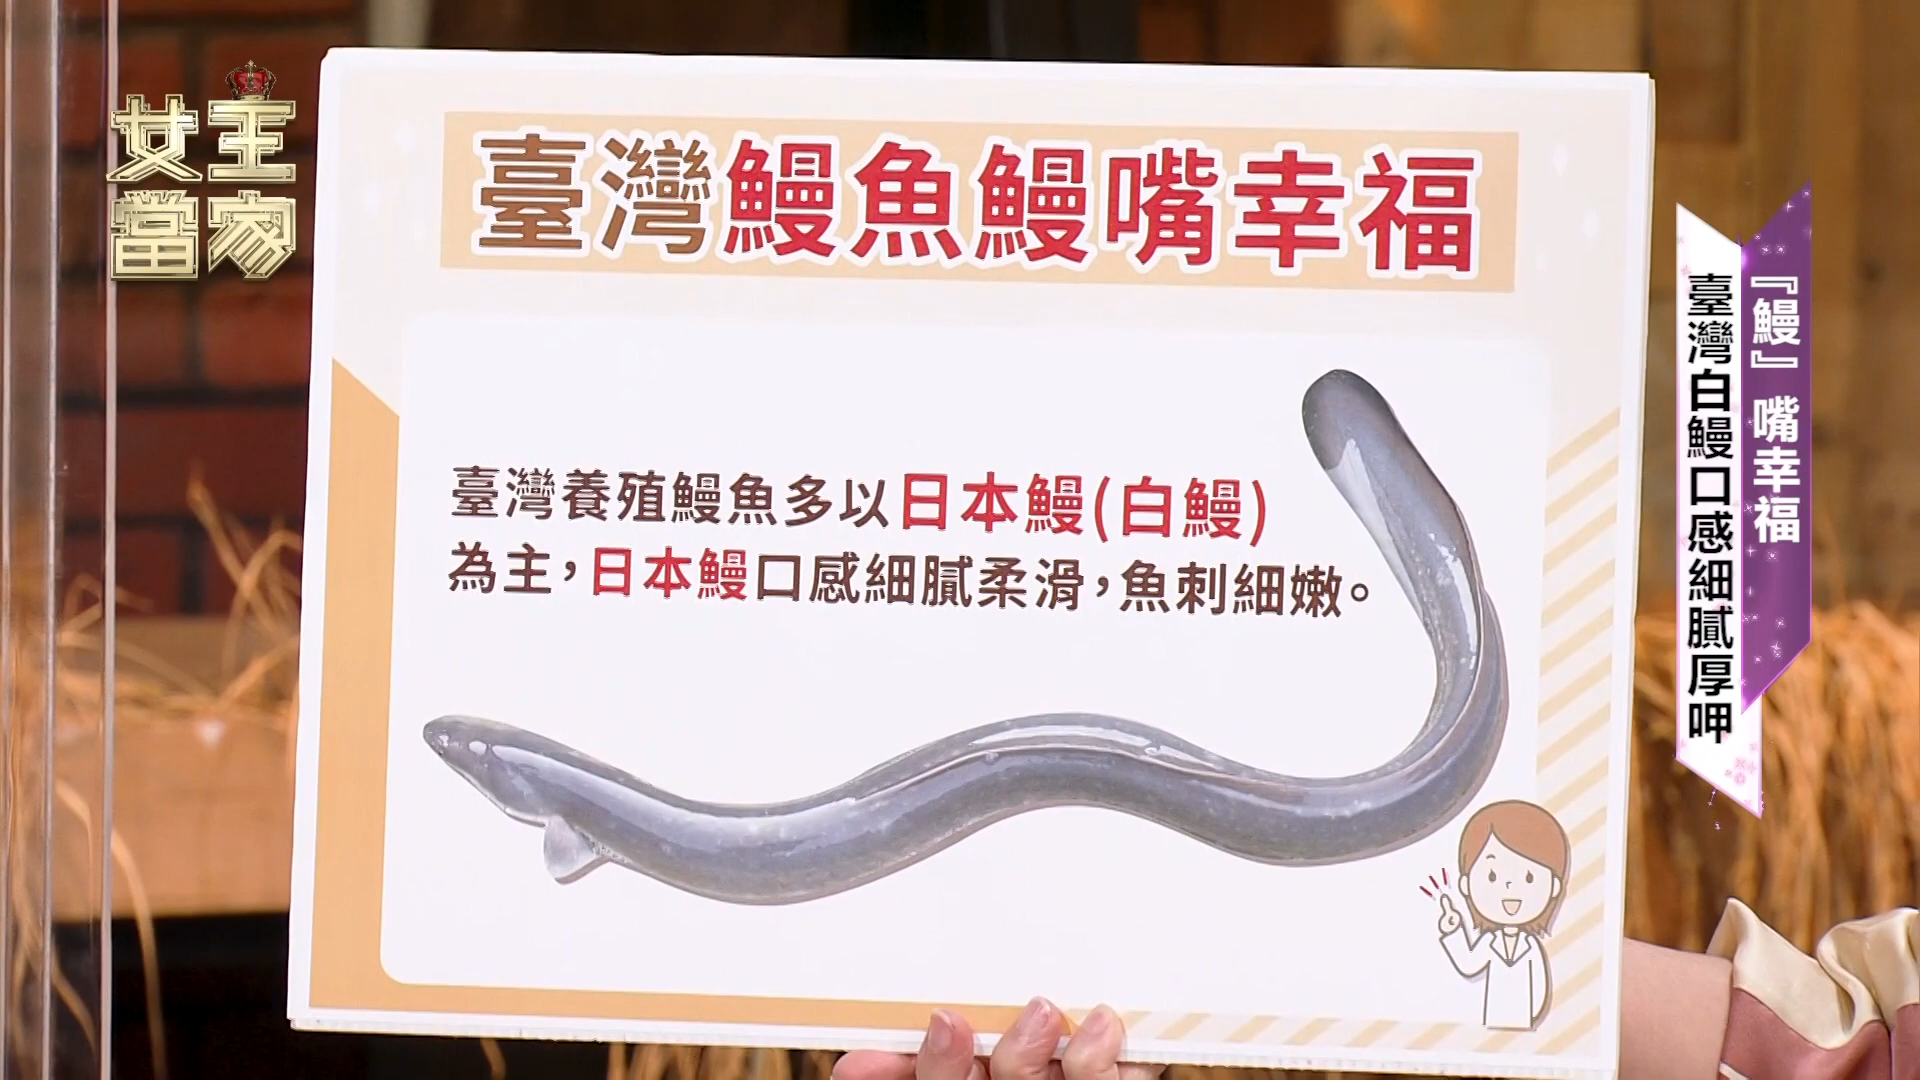 女王
當家
臺灣鰻魚鰻嘴幸福
臺灣養殖鰻魚多以日本鰻(白鰻)
為主,日本鰻口感細膩柔滑,魚刺細嫩。
『鰻』嘴幸福
臺灣白鰻口感細膩厚呷